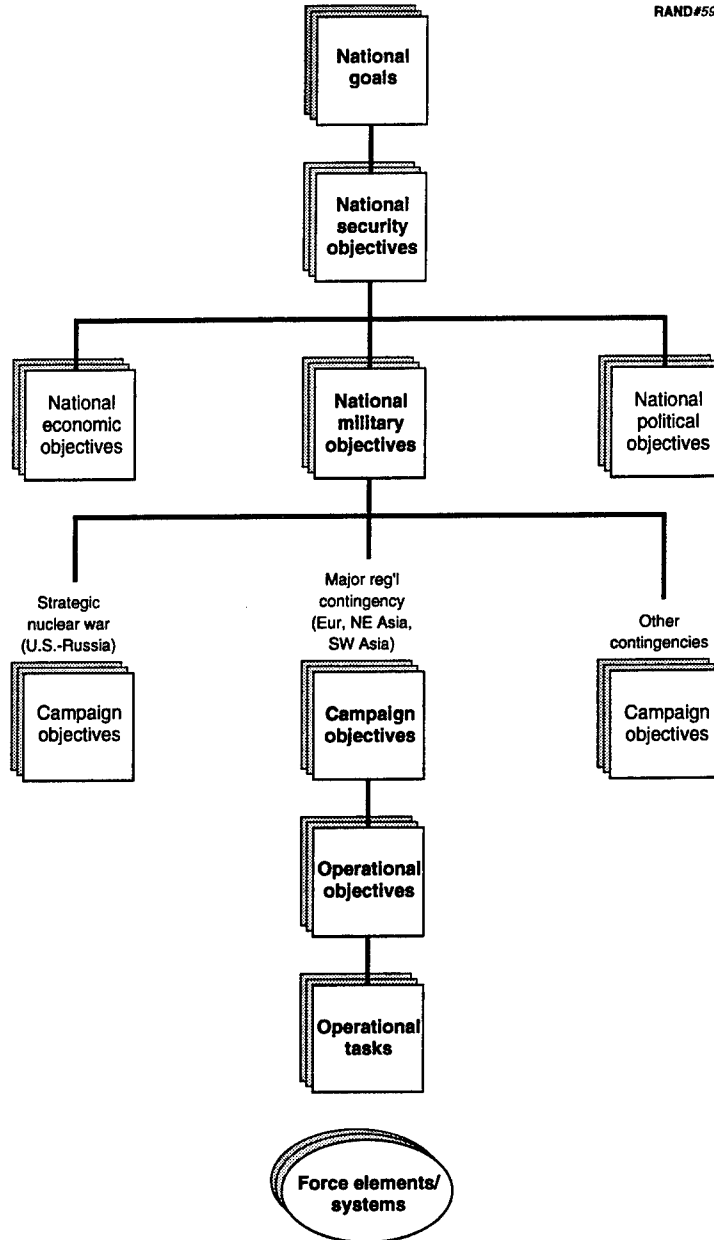 RAND#59
National
goals
National
security
objectives
National
economic
objectives
National
military
objectives
National
political
objectives
Strategic
nuclear war
(U.S.-Russia)
Major reg'l
contingency
(Eur, NE Asia,
SW Asia)
Other
contingencies
Campaign
objectives
Campaign
objectives
Campaign
objectives
Operational
objectives
Operational
tasks
Force elements/
systems